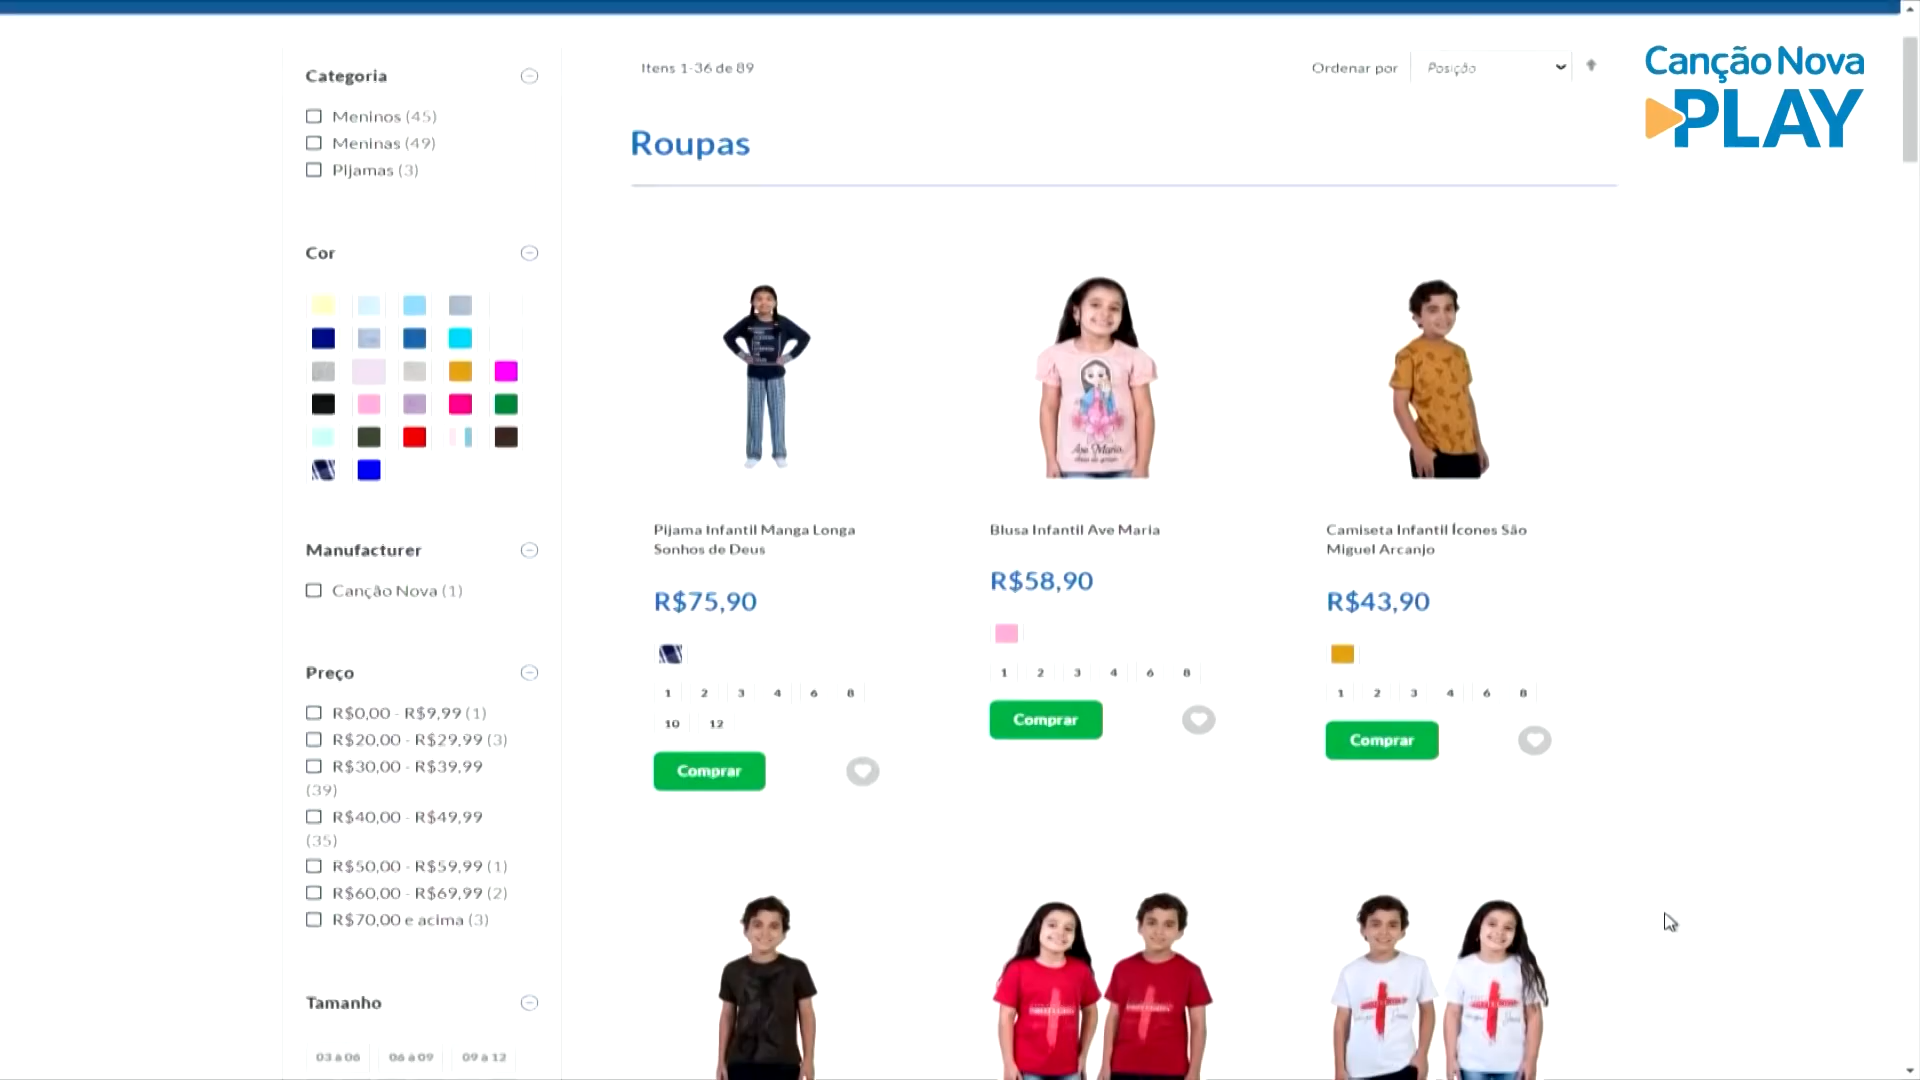 Canção Nova
PLAY
Categoria
Meninos (45)
Meninas (49)
Pijamas (3)
Cor
Manufacturer
Canção Nova (1)
Preço
R$0,00 - R$9,99 (1)
R$20,00 - R$29,99 (3)
R$30,00 - R$39,99
(39)
R$40,00 - R$49,99
(35)
R$50,00 - R$59,99 (1)
R$60,00 - R$69,99 (2)
R$70,00 e acima (3)
Tamanho
03 a 06 06 a 09 09 a 12
Itens 1-36 de 89
Ordenar por Posição
Roupas
Ave Maria
Pijama Infantil Manga Longa
Sonhos de Deus
R$75,90
1 2 3 4 6 8
10 12
Comprar
Blusa Infantil Ave Maria
R$58,90
1 2 3 4 6 8
Comprar
Camiseta Infantil Ícones São
Miguel Arcanjo
R$43,90
1 2 3 4 6 8
Comprar